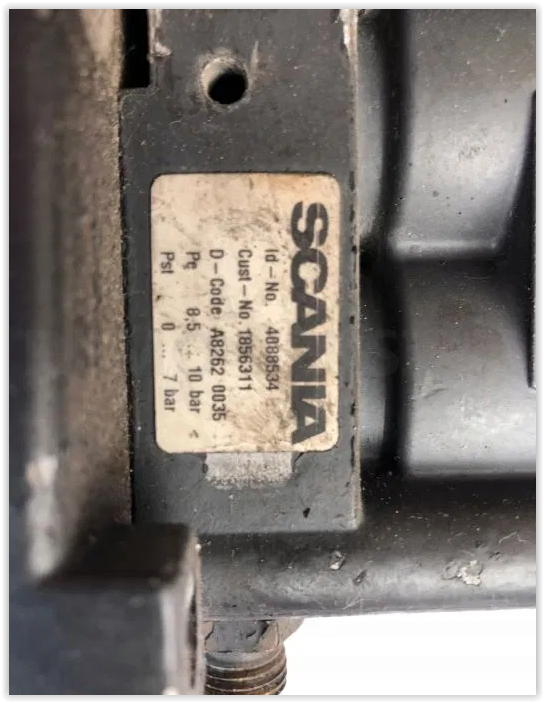 SCANIA
Id-No. 4088534
Cust-No. 1856311
D-Code A8262 0035
Pe 8,5 ... 10 bar
Pst 0 ... 7 bar